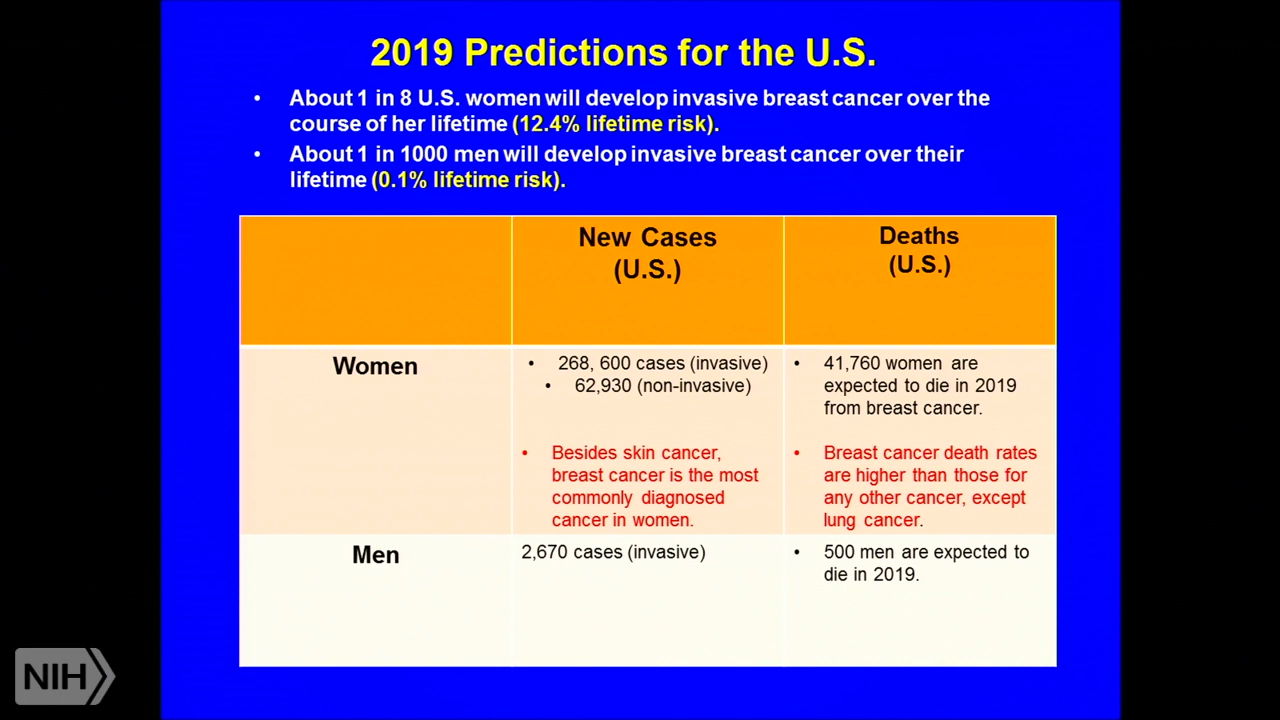 2019 Predictions for the U.S.
• About 1 in 8 U.S. women will develop invasive breast cancer over the
course of her lifetime (12.4% lifetime risk).
• About 1 in 1000 men will develop invasive breast cancer over their
lifetime (0.1% lifetime risk).
New Cases
(U.S.)
Deaths
(U.S.)
Women
• 268, 600 cases (invasive)
• 62,930 (non-invasive)
• Besides skin cancer,
breast cancer is the most
commonly diagnosed
cancer in women.
• 41,760 women are
expected to die in 2019
from breast cancer.
• Breast cancer death rates
are higher than those for
any other cancer, except
lung cancer.
Men
2,670 cases (invasive)
• 500 men are expected to
die in 2019.
NIH